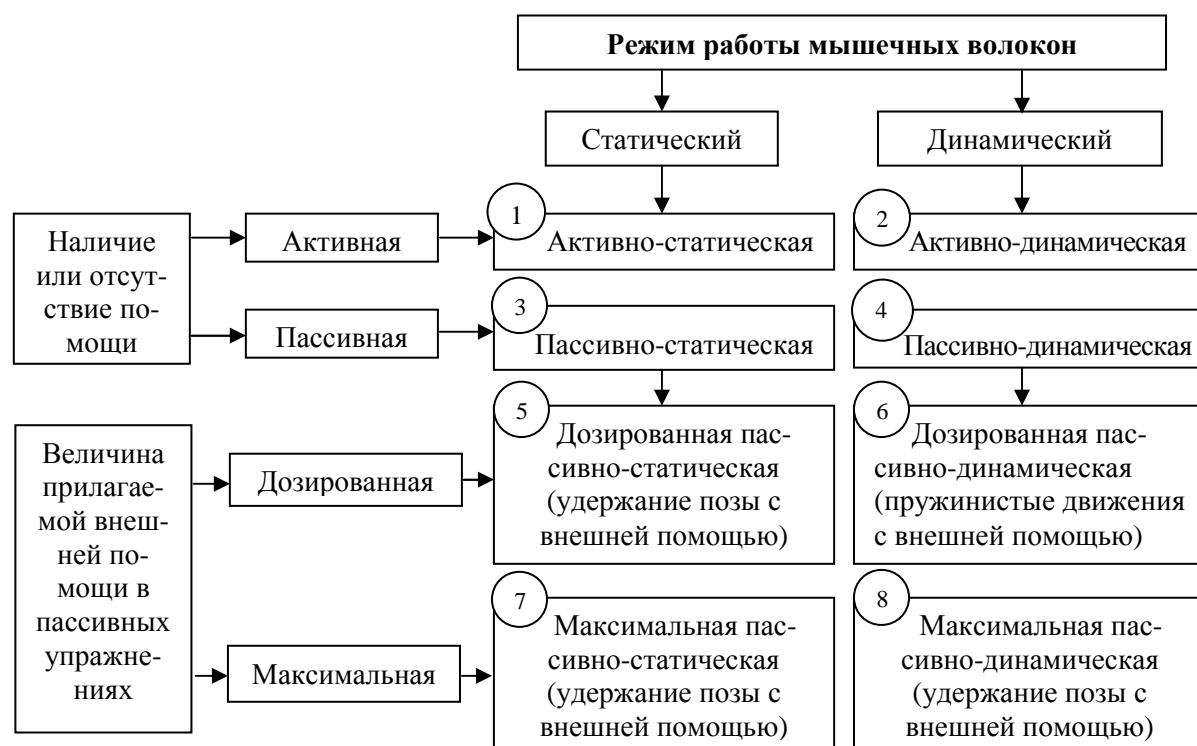 Режим работы мышечных волокон
Статический
Динамический
Наличие
или отсут-
ствие по-
мощи
Активная
1
Активно-статическая
2
Активно-динамическая
Пассивная
3
Пассивно-статическая
4
Пассивно-динамическая
Величина
прилагае-
мой внеш-
ней по-
мощи в
пассивных
упражне-
ниях
Дозированная
5
Дозированная пас-
сивно-статическая
(удержание позы с
внешней помощью)
6
Дозированная пас-
сивно-динамическая
(пружинистые движения
с внешней помощью)
Максимальная
7
Максимальная пас-
сивно-статическая
(удержание позы с
внешней помощью)
8
Максимальная пас-
сивно-динамическая
(удержание позы с
внешней помощью)